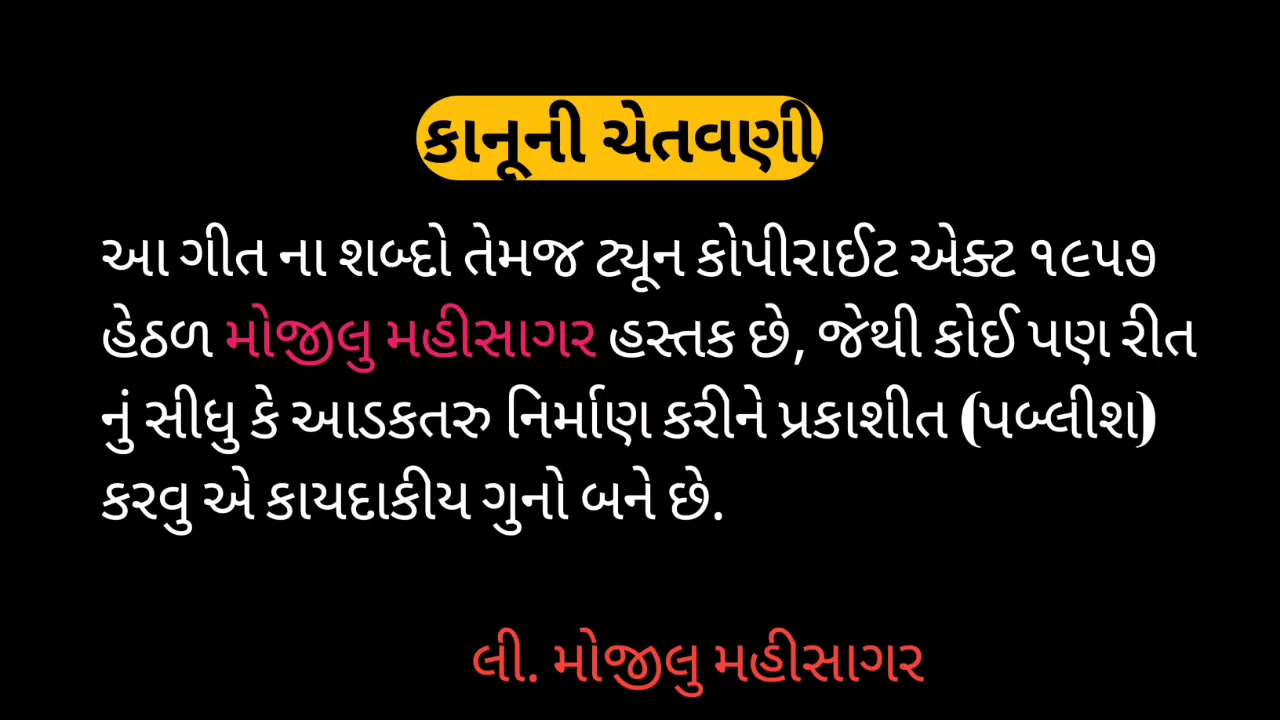 કાનૂની ચેતવણી
આ ગીત ના શબ્દો તેમજ ટ્યૂન કોપીરાઈટ એક્ટ ૧૯૫૭
હેઠળ મોજીલુ મહીસાગર હસ્તક છે, જેથી કોઈ પણ રીત
નું સીધુ કે આડકતરુ નિર્માણ કરીને પ્રકાશીત (પબ્લીશ)
કરવુ એ કાયદાકીય ગુનો બને છે.
લી. મોજીલુ મહીસાગર